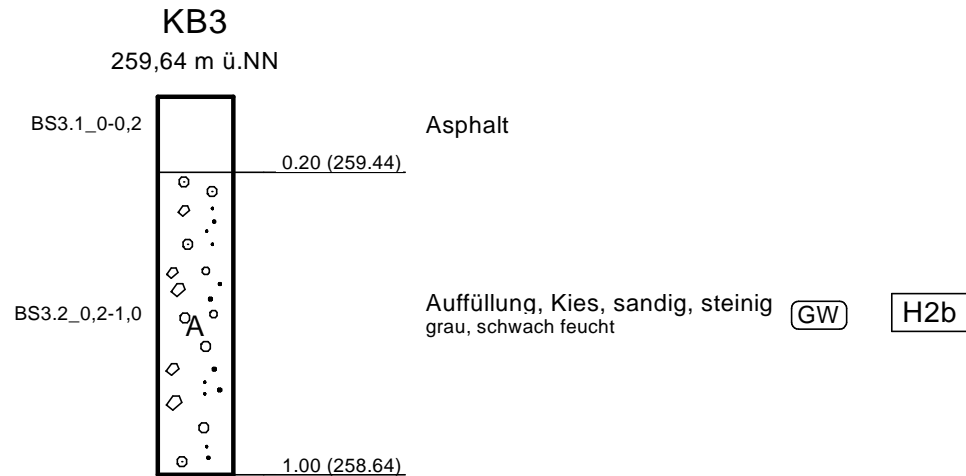 KB3
259,64 m ü.NN
BS3.1_0-0,2
Asphalt
0.20 (259.44)
BS3.2_0,2-1,0
A
Auffüllung, Kies, sandig, steinig
grau, schwach feucht
GW
H2b
1.00 (258.64)